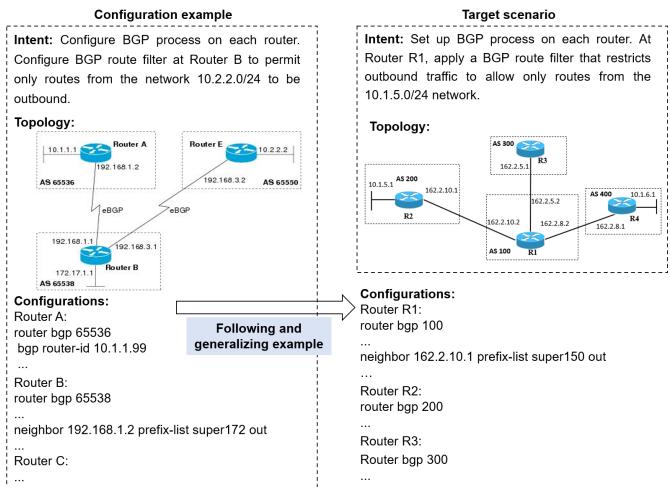 Configuration example
Intent: Configure BGP process on each router.
Configure BGP route filter at Router B to permit
only routes from the network 10.2.2.0/24 to be
outbound.
Topology:
10.1.1.1
Router A
192.168.1.2
AS 65536
Router E
10.2.2.2
192.168.3.2
AS 65550
eBGP
eBGP
192.168.1.1
192.168.3.1
Router B
172.17.1.1
AS 65538
Configurations:
Router A:
router bgp 65536
bgp router-id 10.1.1.99
...
Router B:
router bgp 65538
...
neighbor 192.168.1.2 prefix-list super172 out
...
Router C:
...
Following and
generalizing example
Target scenario
Intent: Set up BGP process on each router. At
Router R1, apply a BGP route filter that restricts
outbound traffic to allow only routes from the
10.1.5.0/24 network.
Topology:
AS 300
R3
162.2.5.1
AS 200
10.1.5.1
162.2.10.1
R2
162.2.5.2
AS 400
10.1.6.1
R4
162.2.8.1
162.2.10.2
162.2.8.2
AS 100
R1
Configurations:
Router R1:
router bgp 100
...
neighbor 162.2.10.1 prefix-list super150 out
...
Router R2:
router bgp 200
...
Router R3:
Router bgp 300
...